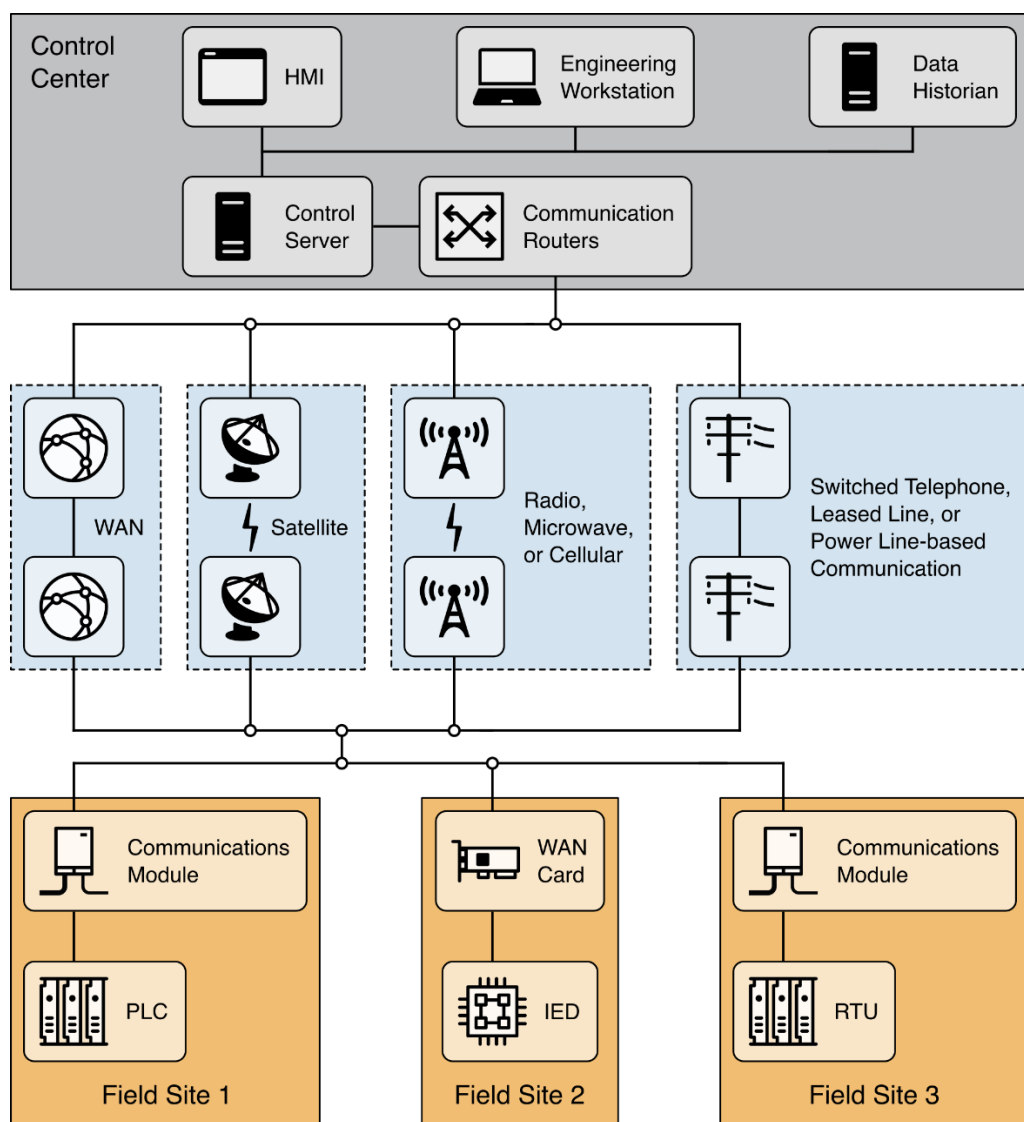 Control
Center
HMI
Engineering
Workstation
Data
Historian
Control
Server
Communication
Routers
WAN
Satellite
Radio,
Microwave,
or Cellular
Switched Telephone,
Leased Line, or
Power Line-based
Communication
Communications
Module
WAN
Card
Communications
Module
PLC
IED
RTU
Field Site 1
Field Site 2
Field Site 3